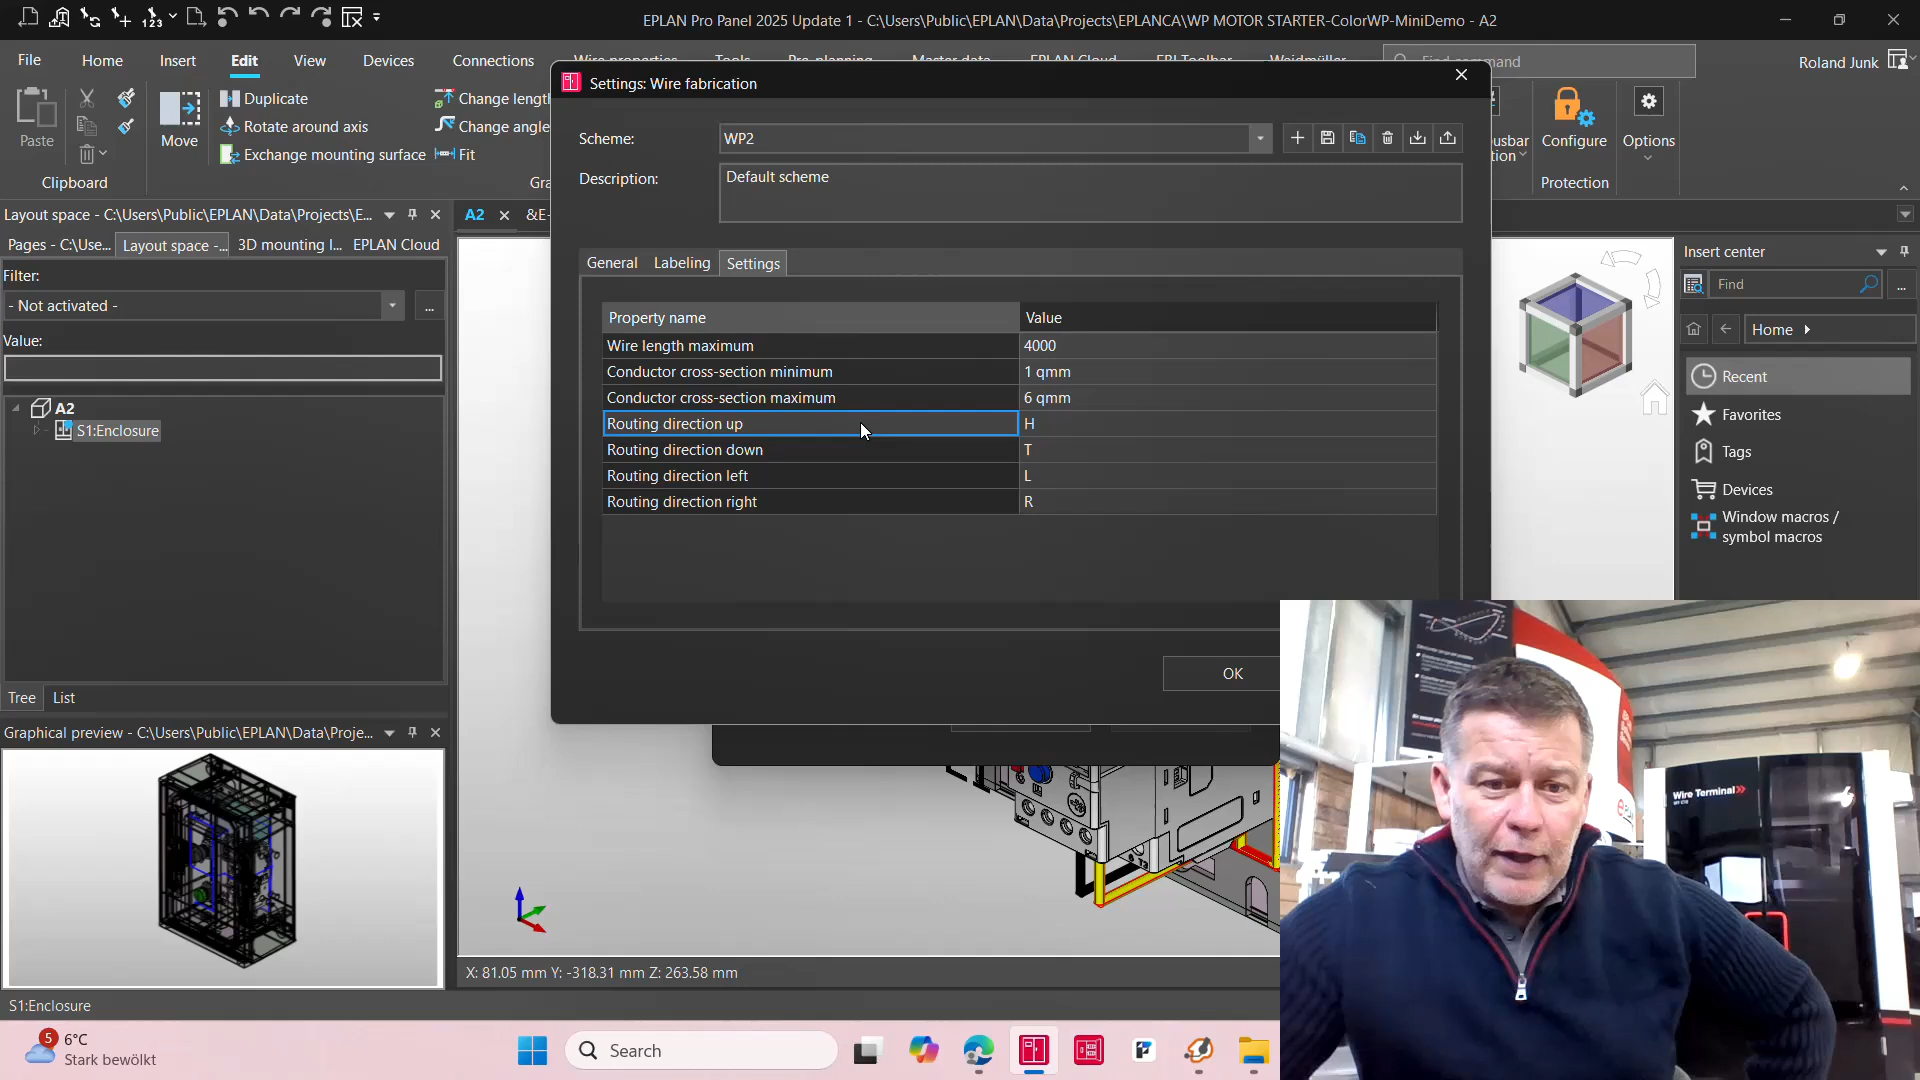 EPLAN Pro Panel 2025 Update 1 - C:\Users\Public\EPLAN\Data\Projects\EPLANCA\WP MOTOR STARTER-ColorWP-MiniDemo - A2
File
Home
Insert
Edit
View
Devices
Connections
Roland Junk
Paste
Clipboard
Move
Duplicate
Rotate around axis
Exchange mounting surface
Change length
Change angle
Fit
Gra
usbar
Configure
Protection
Options
Layout space - C:\Users\Public\EPLAN\Data\Projects\E...
Pages - C:\Use...
Layout space -...
3D mounting l...
EPLAN Cloud
Filter:
- Not activated -
...
Value:
A2
S1:Enclosure
Tree
List
Graphical preview - C:\Users\Public\EPLAN\Data\Proje...
S1:Enclosure
A2
&E-
Settings: Wire fabrication
Scheme:
WP2
Description:
Default scheme
General
Labeling
Settings
Property name
Value
Wire length maximum
4000
Conductor cross-section minimum
1 qmm
Conductor cross-section maximum
6 qmm
Routing direction up
H
Routing direction down
T
Routing direction left
L
Routing direction right
R
OK
X: 81.05 mm Y: -318.31 mm Z: 263.58 mm
Insert center
Find
...
Home
Recent
Favorites
Tags
Devices
Window macros /
symbol macros
Wire Terminal
5
6°C
Stark bewölkt
Search